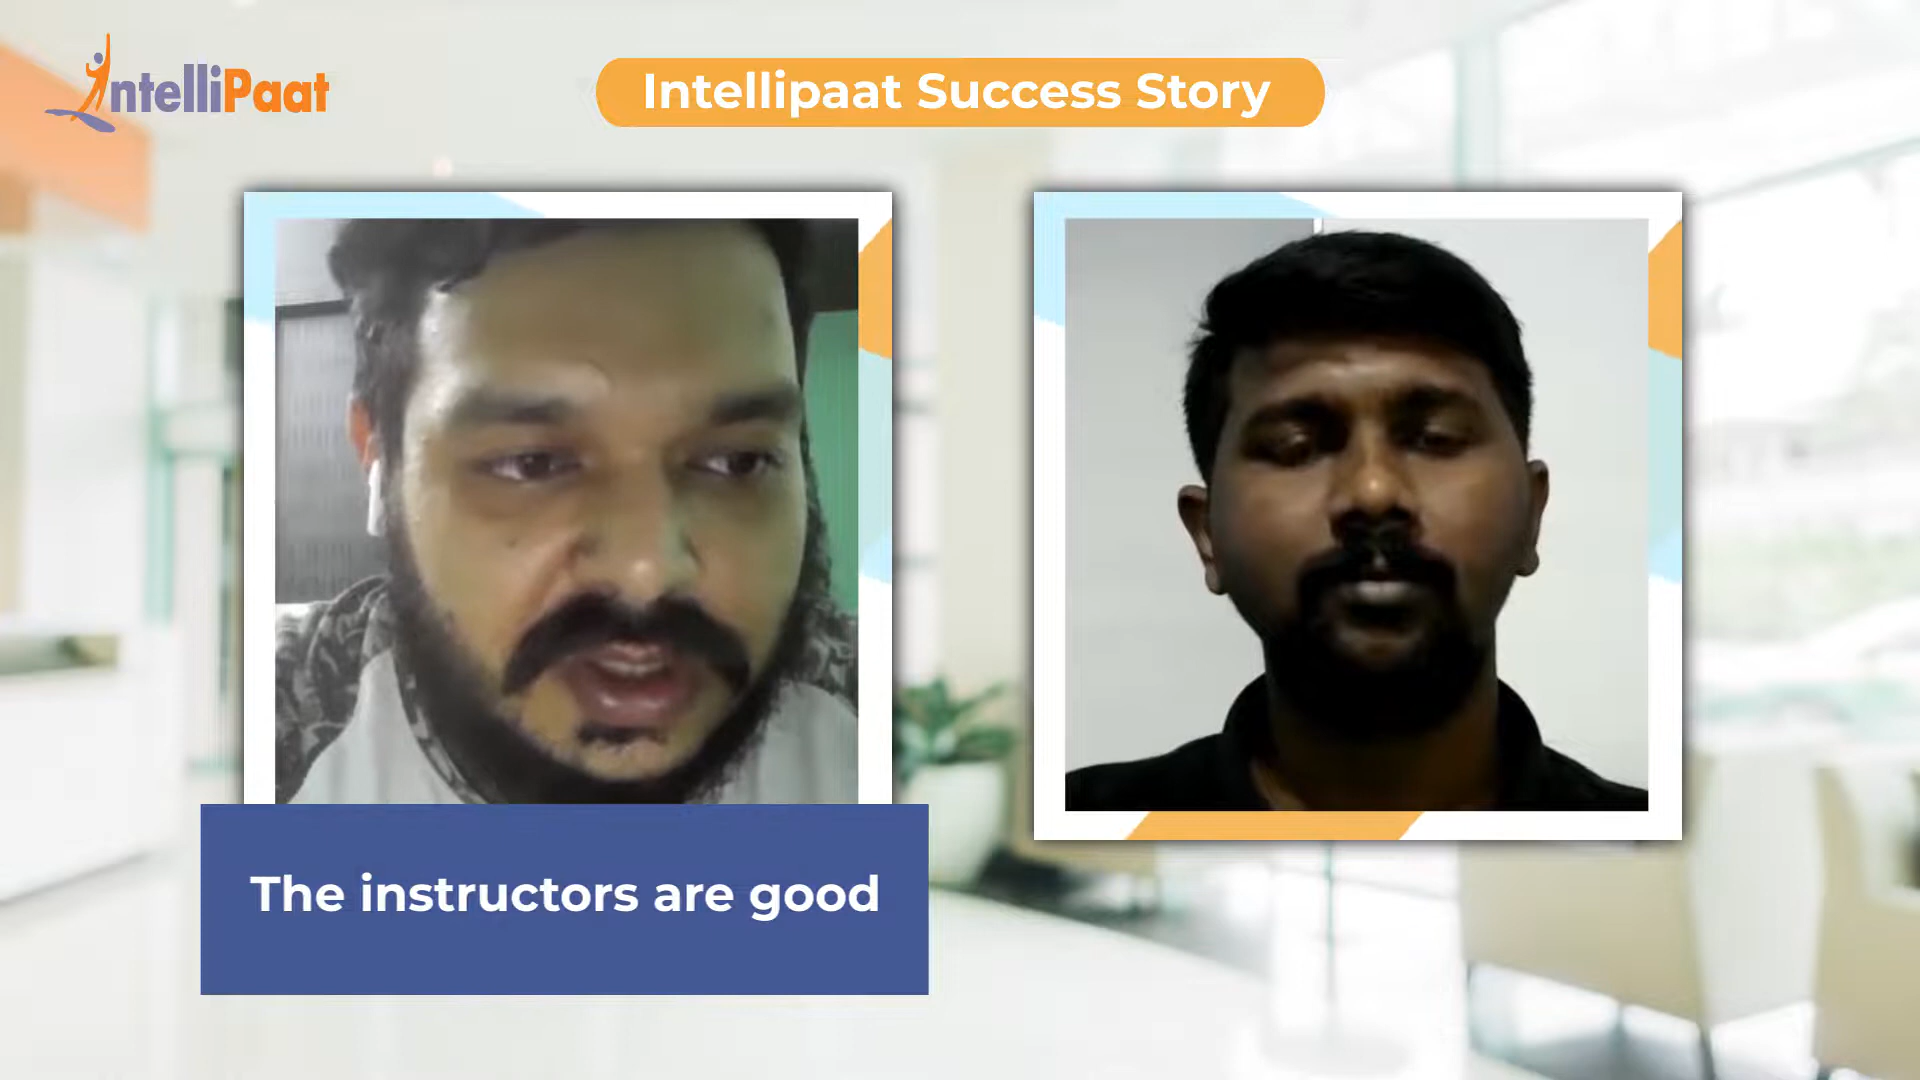 IntelliPaat
Intellipaat Success Story
The instructors are good